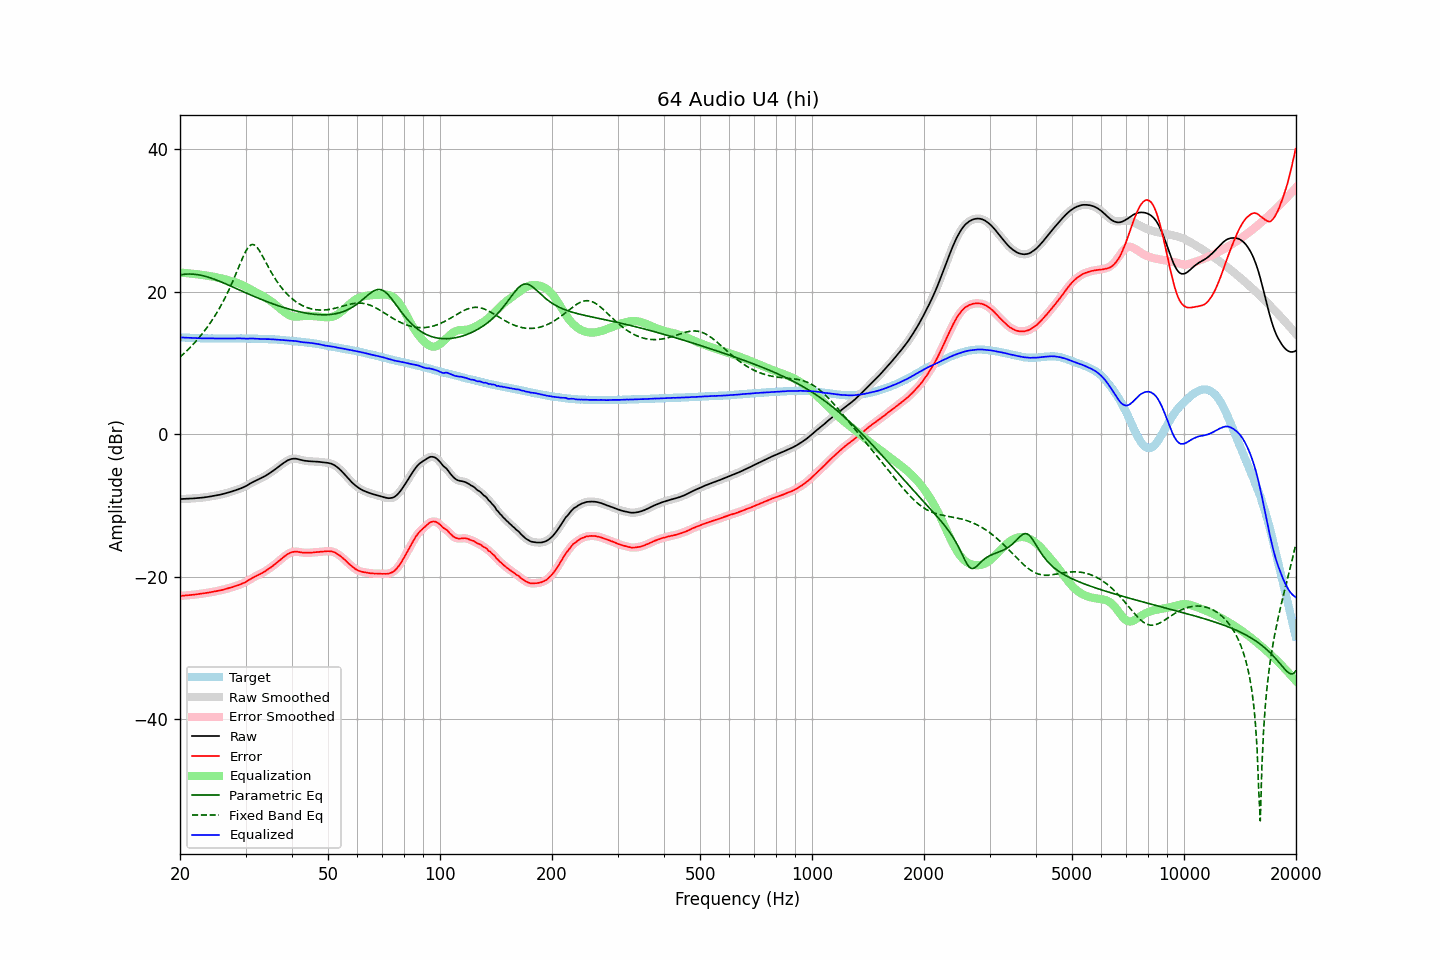 64 Audio U4 (hi)
Amplitude (dBr)
40
20
0
−20
−40
Target
Raw Smoothed
Error Smoothed
Raw
Error
Equalization
Parametric Eq
Fixed Band Eq
Equalized
20 50 100 200 500 1000 2000 5000 10000 20000
Frequency (Hz)